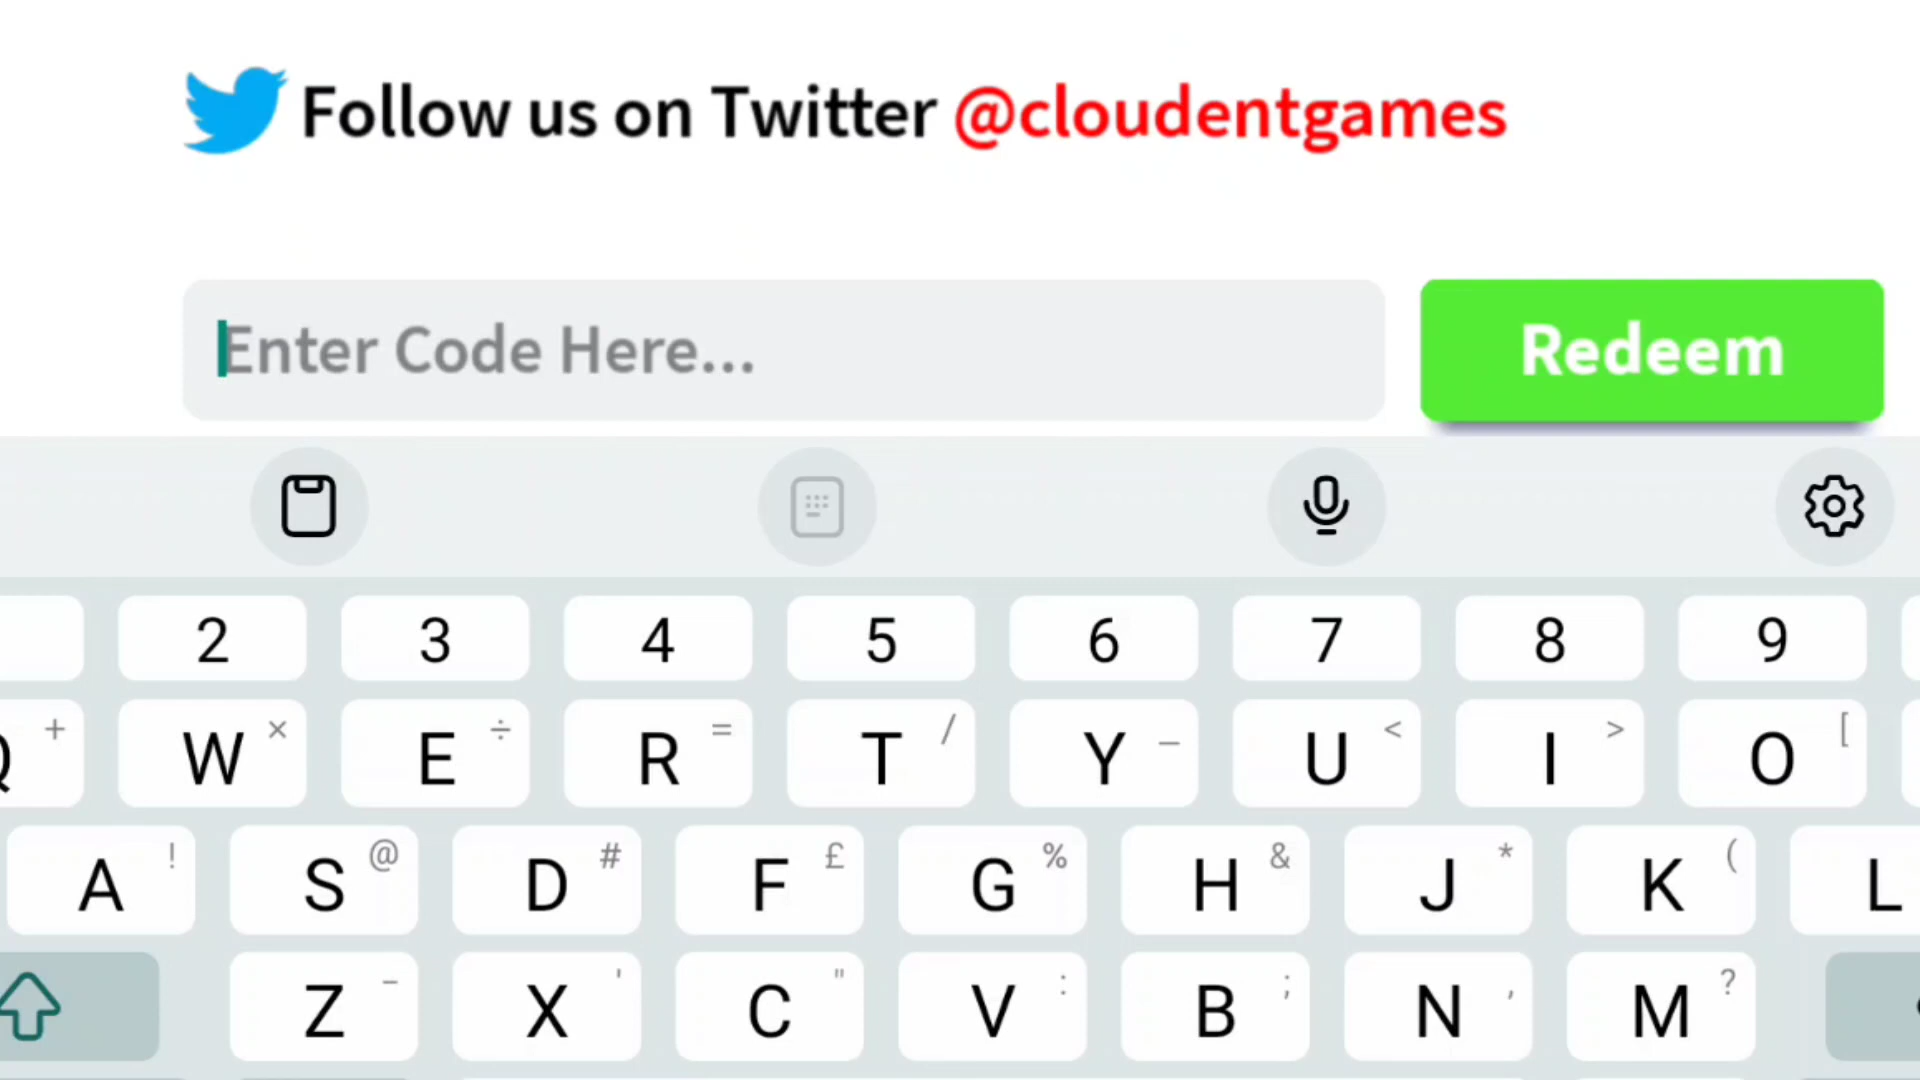 Follow us on Twitter @cloudentgames
Enter Code Here...
Redeem
2 3 4 5 6 7 8 9
Q + W × E ÷ R = T / Y _ U < I > O [
A ! S @ D # F £ G % H & J * K ( L
Z - X ' C " V : B ; N , M ?